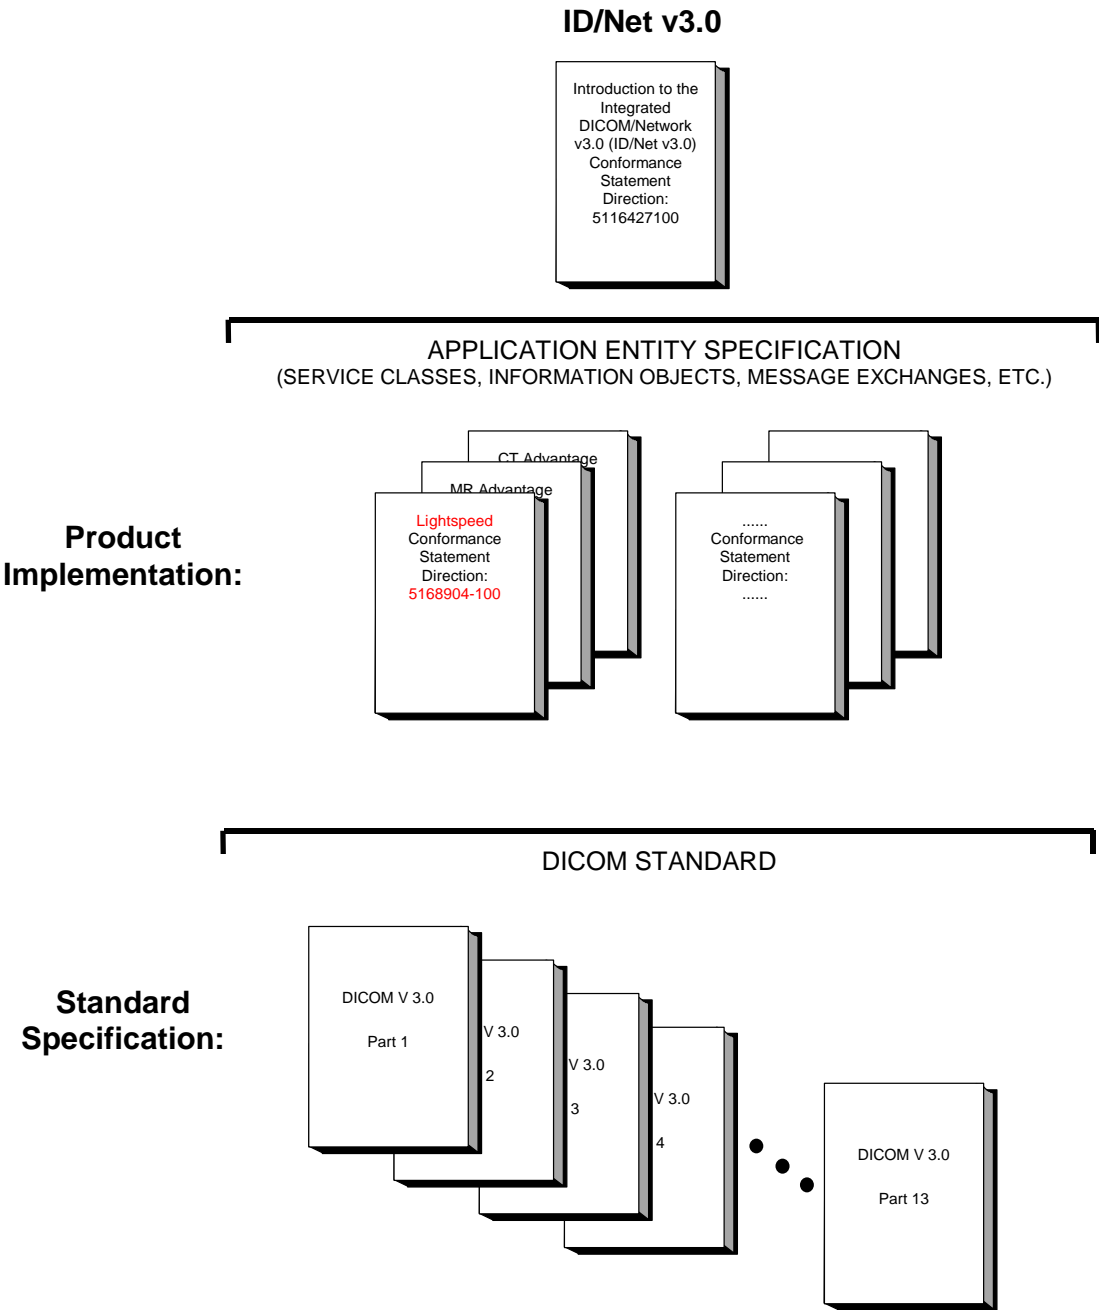 ID/Net v3.0
Introduction to the
Integrated
DICOM/Network
v3.0 (ID/Net v3.0)
Conformance
Statement
Direction:
5116427100
APPLICATION ENTITY SPECIFICATION
(SERVICE CLASSES, INFORMATION OBJECTS, MESSAGE EXCHANGES, ETC.)
Product
Implementation:
CT Advantage
MR Advantage
Lightspeed
Conformance
Statement
Direction:
5168904-100
......
Conformance
Statement
Direction:
......
DICOM STANDARD
Standard
Specification:
DICOM V 3.0
Part 1
V 3.0
2
V 3.0
3
V 3.0
4
DICOM V 3.0
Part 13